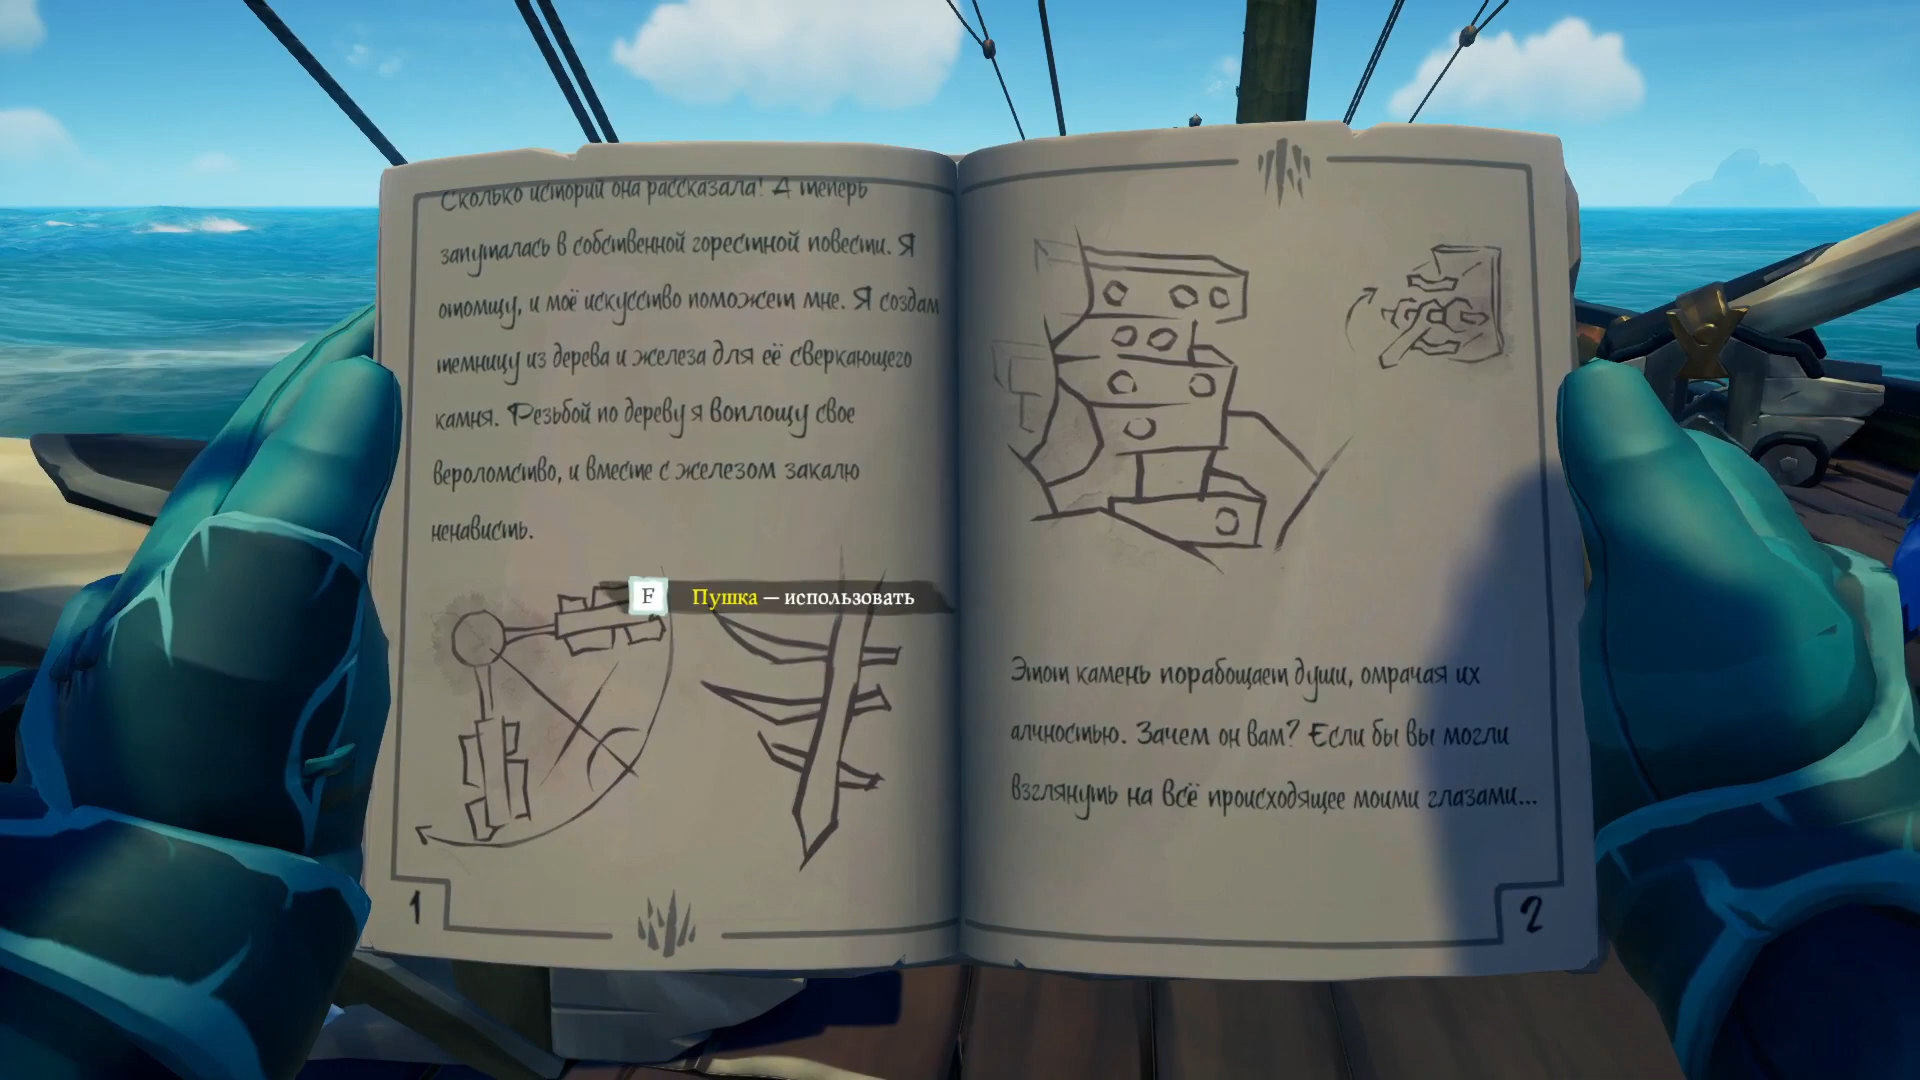 Сколько историй она рассказала! А теперь
запуталась в собственной горестной повести. Я
отомщу, и моё искусство поможет мне. Я создам
темницу из дерева и железа для её сверкающего
камня. Резьбой по дереву я воплощу свое
вероломство, и вместе с железом закалю
ненависть.
F Пушка — использовать
1
Этот камень порабощает души, омрачая их
алчностью. Зачем он вам? Если бы вы могли
взглянуть на всё происходящее моими глазами...
2